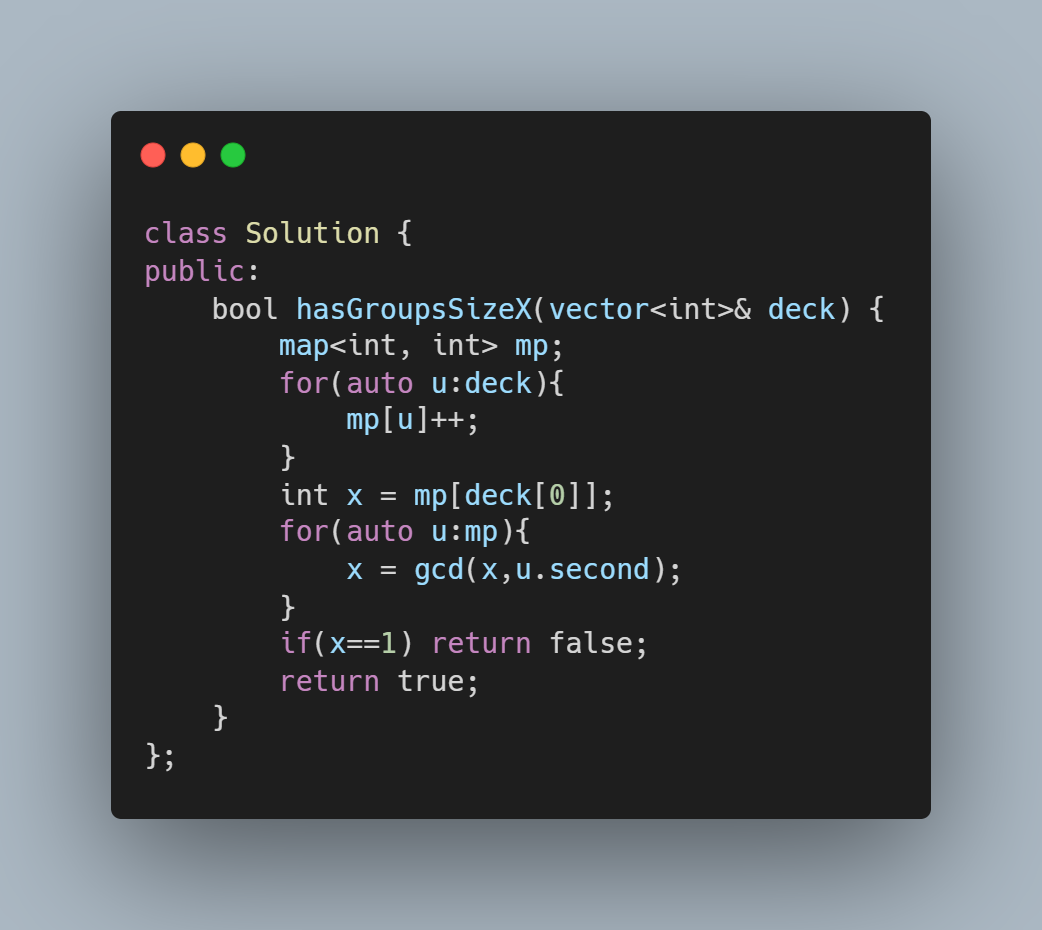 class Solution {
public:
    bool hasGroupsSizeX(vector<int>& deck) {
        map<int, int> mp;
        for(auto u:deck){
            mp[u]++;
        }
        int x = mp[deck[0]];
        for(auto u:mp){
            x = gcd(x,u.second);
        }
        if(x==1) return false;
        return true;
    }
};